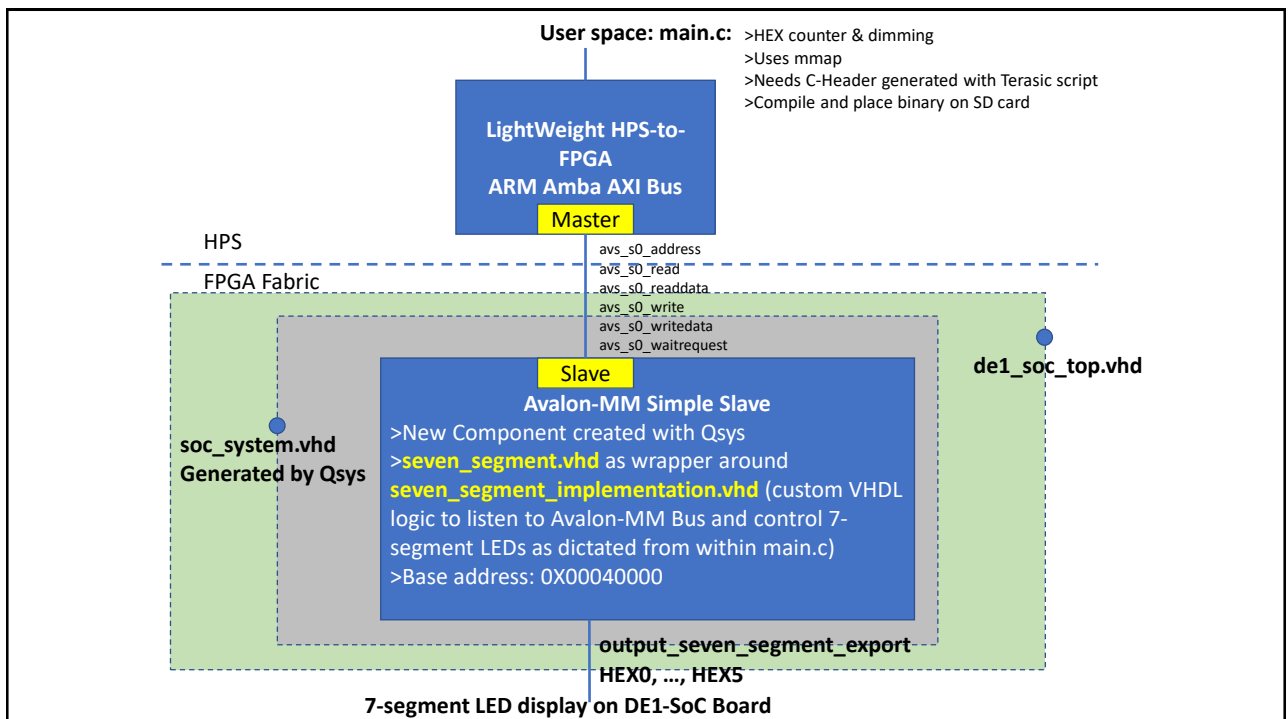 User space: main.c:
>HEX counter & dimming
>Uses mmap
>Needs C-Header generated with Terasic script
>Compile and place binary on SD card
LightWeight HPS-to-
FPGA
ARM Amba AXI Bus
Master
HPS
FPGA Fabric
avs_s0_address
avs_s0_read
avs_s0_readdata
avs_s0_write
avs_s0_writedata
avs_s0_waitrequest
de1_soc_top.vhd
soc_system.vhd
Generated by Qsys
Slave
Avalon-MM Simple Slave
>New Component created with Qsys
>seven_segment.vhd as wrapper around
seven_segment_implementation.vhd (custom VHDL
logic to listen to Avalon-MM Bus and control 7-
segment LEDs as dictated from within main.c)
>Base address: 0X00040000
output_seven_segment_export
HEX0, …, HEX5
7-segment LED display on DE1-SoC Board